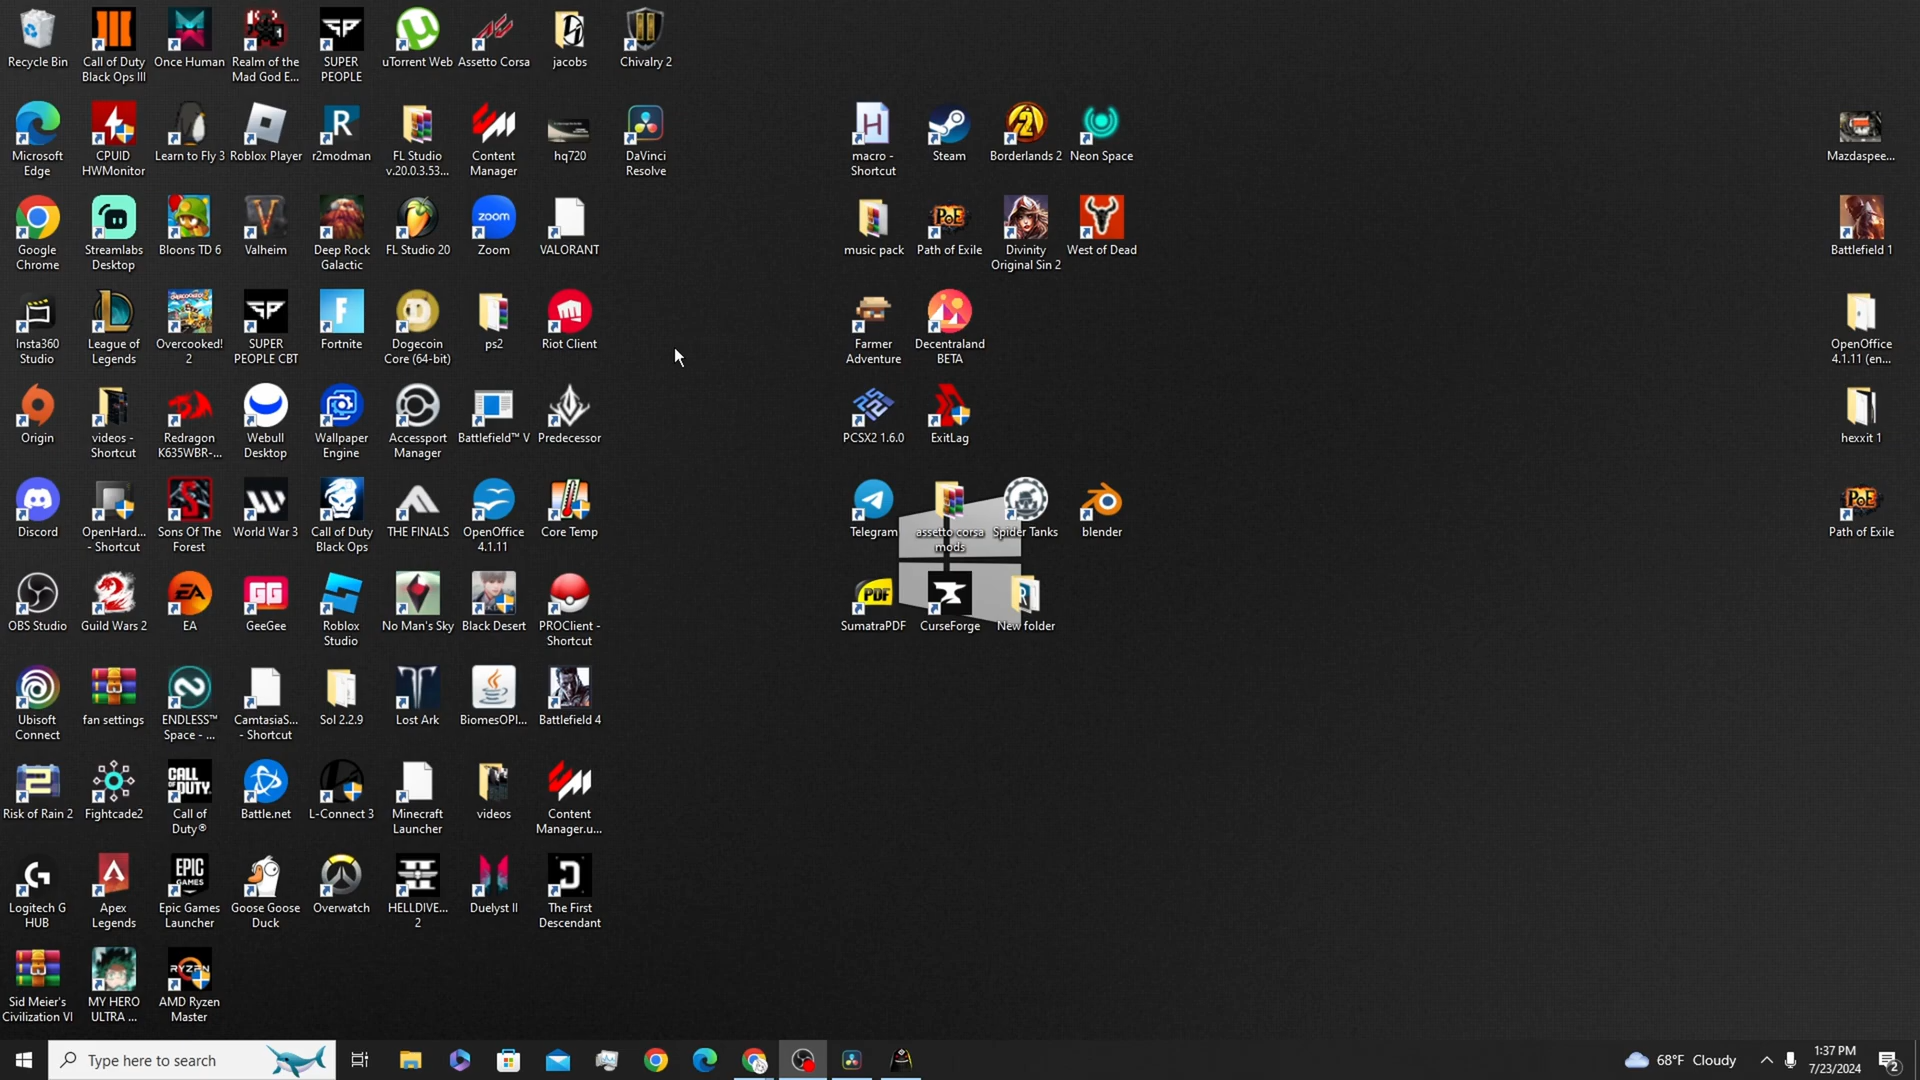 Recycle Bin
Call of Duty
Black Ops III
Once Human
Realm of the
Mad God E...
SUPER
PEOPLE
uTorrent Web
Assetto Corsa
jacobs
Chivalry 2
Microsoft
Edge
CPUID
HWMonitor
Learn to Fly 3
Roblox Player
r2modman
FL Studio
v.20.0.3.53...
Content
Manager
hq720
DaVinci
Resolve
macro -
Shortcut
Steam
Borderlands 2
Neon Space
Mazdaspee...
Google
Chrome
Streamlabs
Desktop
Bloons TD 6
Valheim
Deep Rock
Galactic
FL Studio 20
zoom
Zoom
VALORANT
music pack
Path of Exile
Divinity
Original Sin 2
West of Dead
Battlefield 1
Insta360
Studio
League of
Legends
Overcooked!
2
SUPER
PEOPLE CBT
Fortnite
Dogecoin
Core (64-bit)
ps2
Riot Client
Farmer
Adventure
Decentraland
BETA
OpenOffice
4.1.11 (en...
Origin
videos -
Shortcut
Redragon
K635WBR-...
Webull
Desktop
Wallpaper
Engine
Accessport
Manager
Battlefield™ V
Predecessor
PCSX2 1.6.0
ExitLag
hexxit 1
Discord
OpenHard...
- Shortcut
Sons Of The
Forest
World War 3
Call of Duty
Black Ops
THE FINALS
OpenOffice
4.1.11
Core Temp
Telegram
assetto corsa
mods
Spider Tanks
blender
Path of Exile
OBS Studio
Guild Wars 2
EA
EA
GG
GeeGee
Roblox
Studio
No Man's Sky
Black Desert
PROClient -
Shortcut
PDF
SumatraPDF
CurseForge
New folder
Ubisoft
Connect
fan settings
ENDLESS™
Space - ...
CamtasiaS...
- Shortcut
Sol 2.2.9
Lost Ark
BiomesOPl...
Battlefield 4
Risk of Rain 2
Fightcade2
CALL
OF DUTY
Call of
Duty®
Battle.net
L-Connect 3
Minecraft
Launcher
videos
Content
Manager.u...
Logitech G
HUB
Apex
Legends
EPIC
GAMES
Epic Games
Launcher
Goose Goose
Duck
Overwatch
HELLDIVE...
2
Duelyst II
The First
Descendant
Sid Meier's
Civilization VI
MY HERO
ULTRA ...
RYZEN
AMD Ryzen
Master
Type here to search
68°F Cloudy
1:37 PM
7/23/2024
2